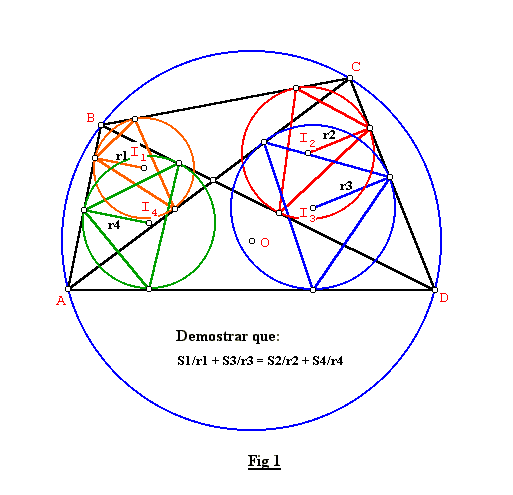 C
B
I1
r1
I2
r2
r3
I3
I4
r4
O
A
D
Demostrar que:
S1/r1 + S3/r3 = S2/r2 + S4/r4
Fig 1